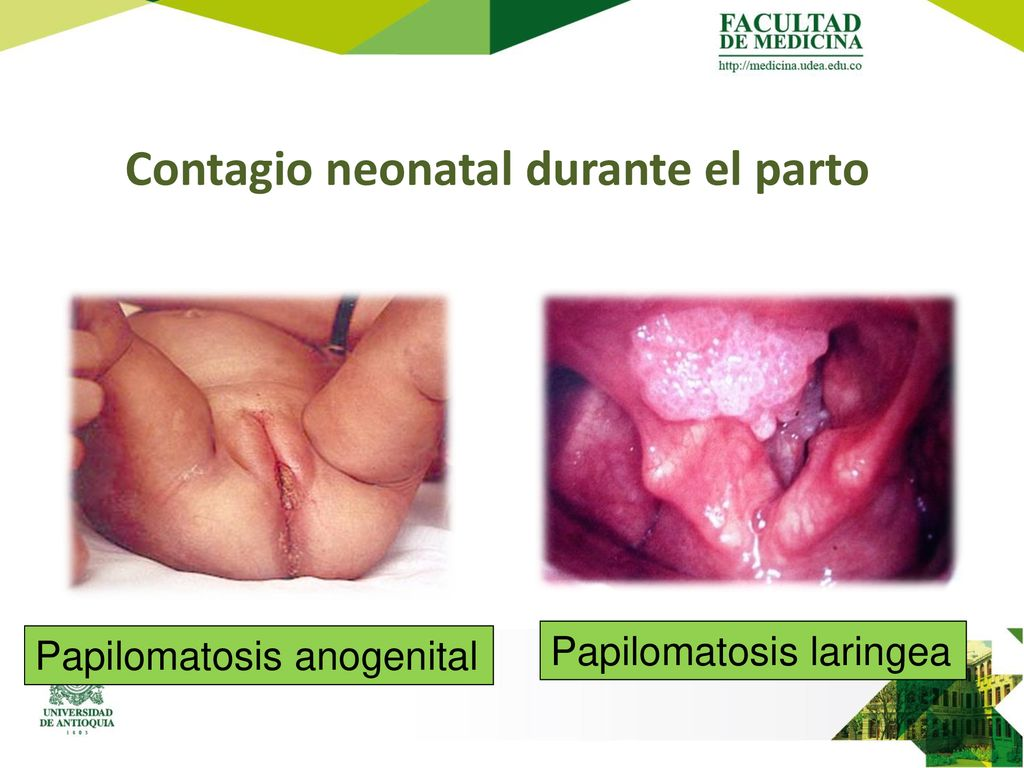 FACULTAD
DE MEDICINA
http://medicina.udea.edu.co
Contagio neonatal durante el parto
Papilomatosis anogenital
Papilomatosis laringea
UNIVERSIDAD
DE ANTIOQUIA
1803